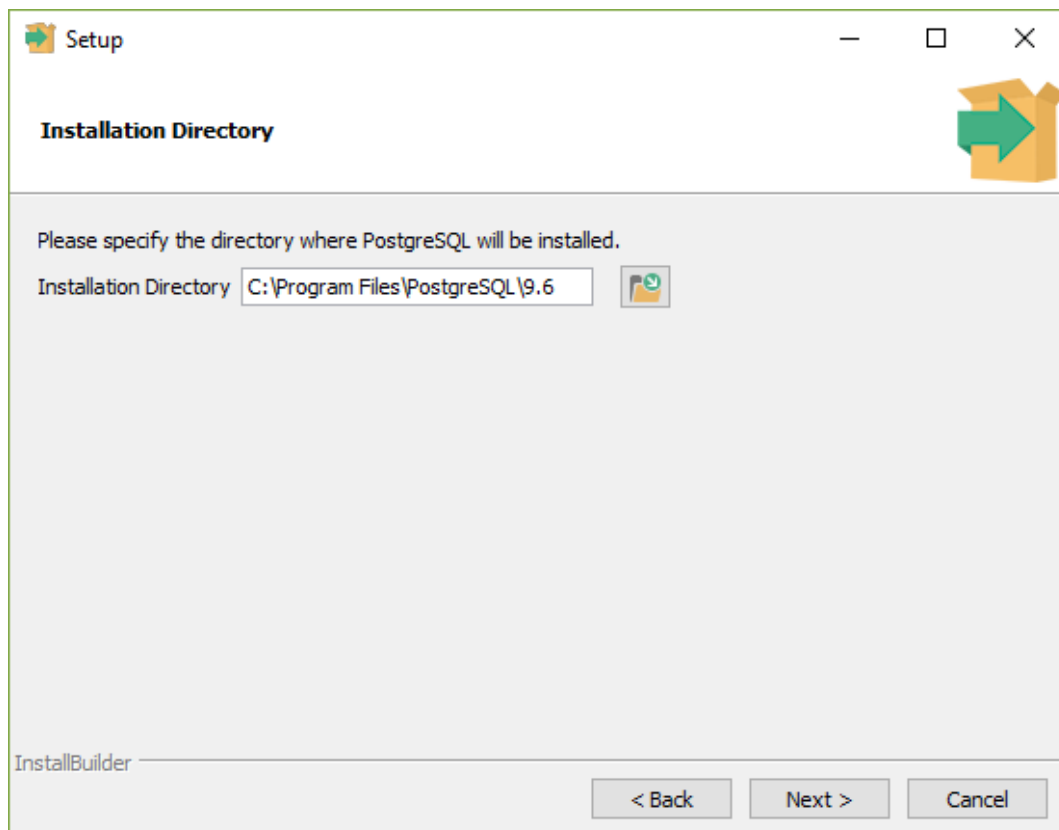 Setup
Installation Directory
Please specify the directory where PostgreSQL will be installed.
Installation Directory C:\Program Files\PostgreSQL\9.6
InstallBuilder
< Back Next > Cancel